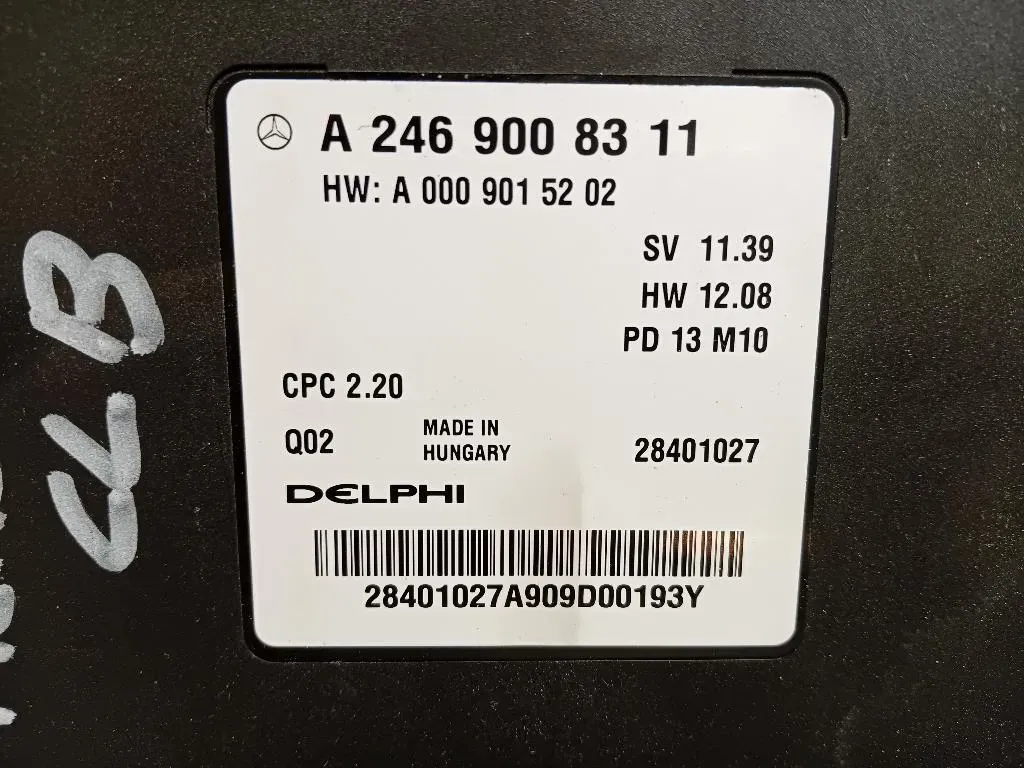 A 246 900 83 11
HW: A 000 901 52 02
SV 11.39
HW 12.08
PD 13 M10
CPC 2.20
Q02
MADE IN
HUNGARY
28401027
DELPHI
28401027A909D00193Y
CLB